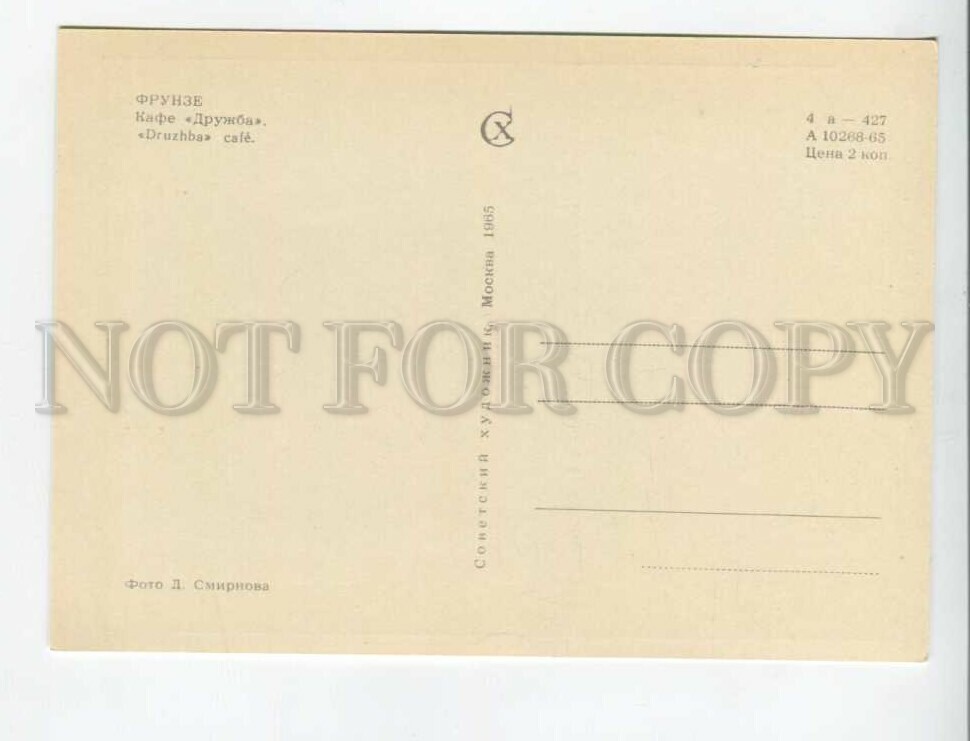 ФРУНЗЕ
Кафе «Дружба».
«Druzhba» café.
СХ
4 а — 427
А 10268-65
Цена 2 коп
Советский художник. Москва 1965
NOT FOR COPY
Фото Д. Смирнова